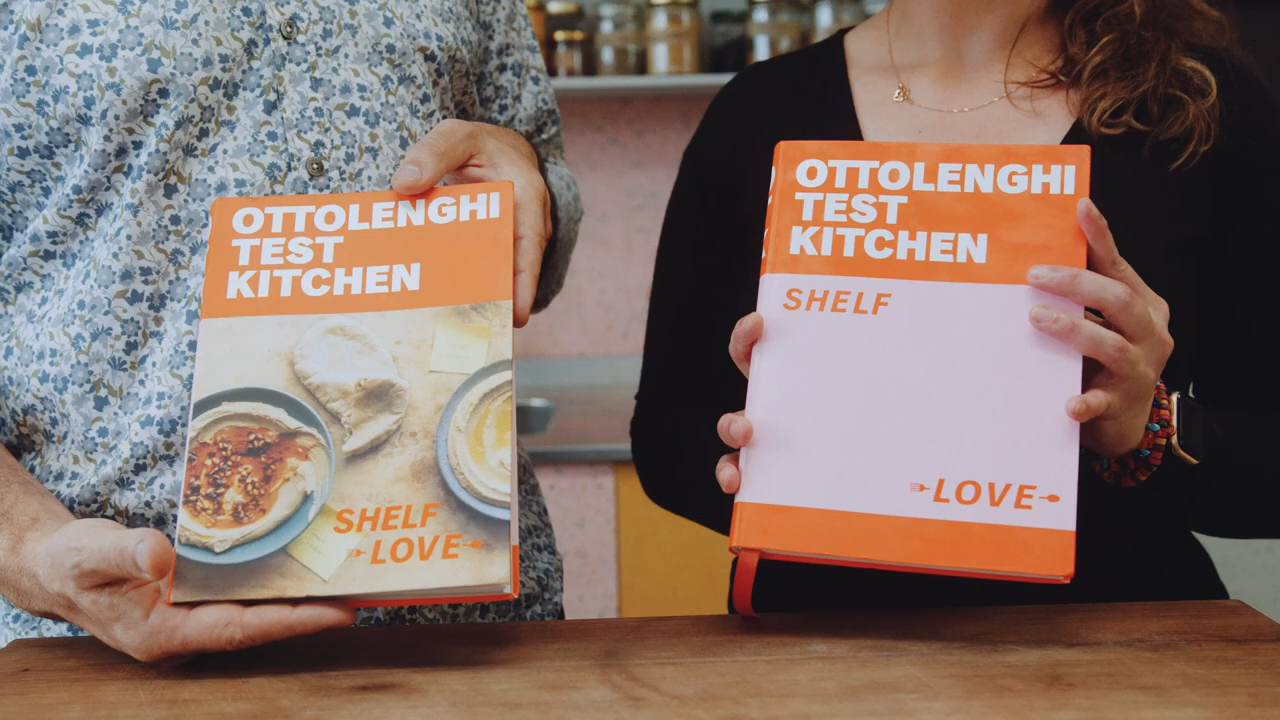 OTTOLENGHI
TEST
KITCHEN
SHELF
LOVE
OTTOLENGHI
TEST
KITCHEN
SHELF
LOVE